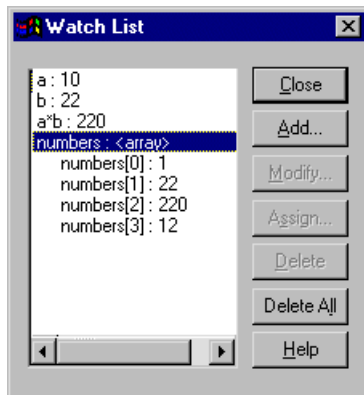 Watch List
a : 10
b : 22
a*b : 220
numbers : <array>
numbers[0] : 1
numbers[1] : 22
numbers[2] : 220
numbers[3] : 12
Close
Add...
Modify...
Assign...
Delete
Delete All
Help